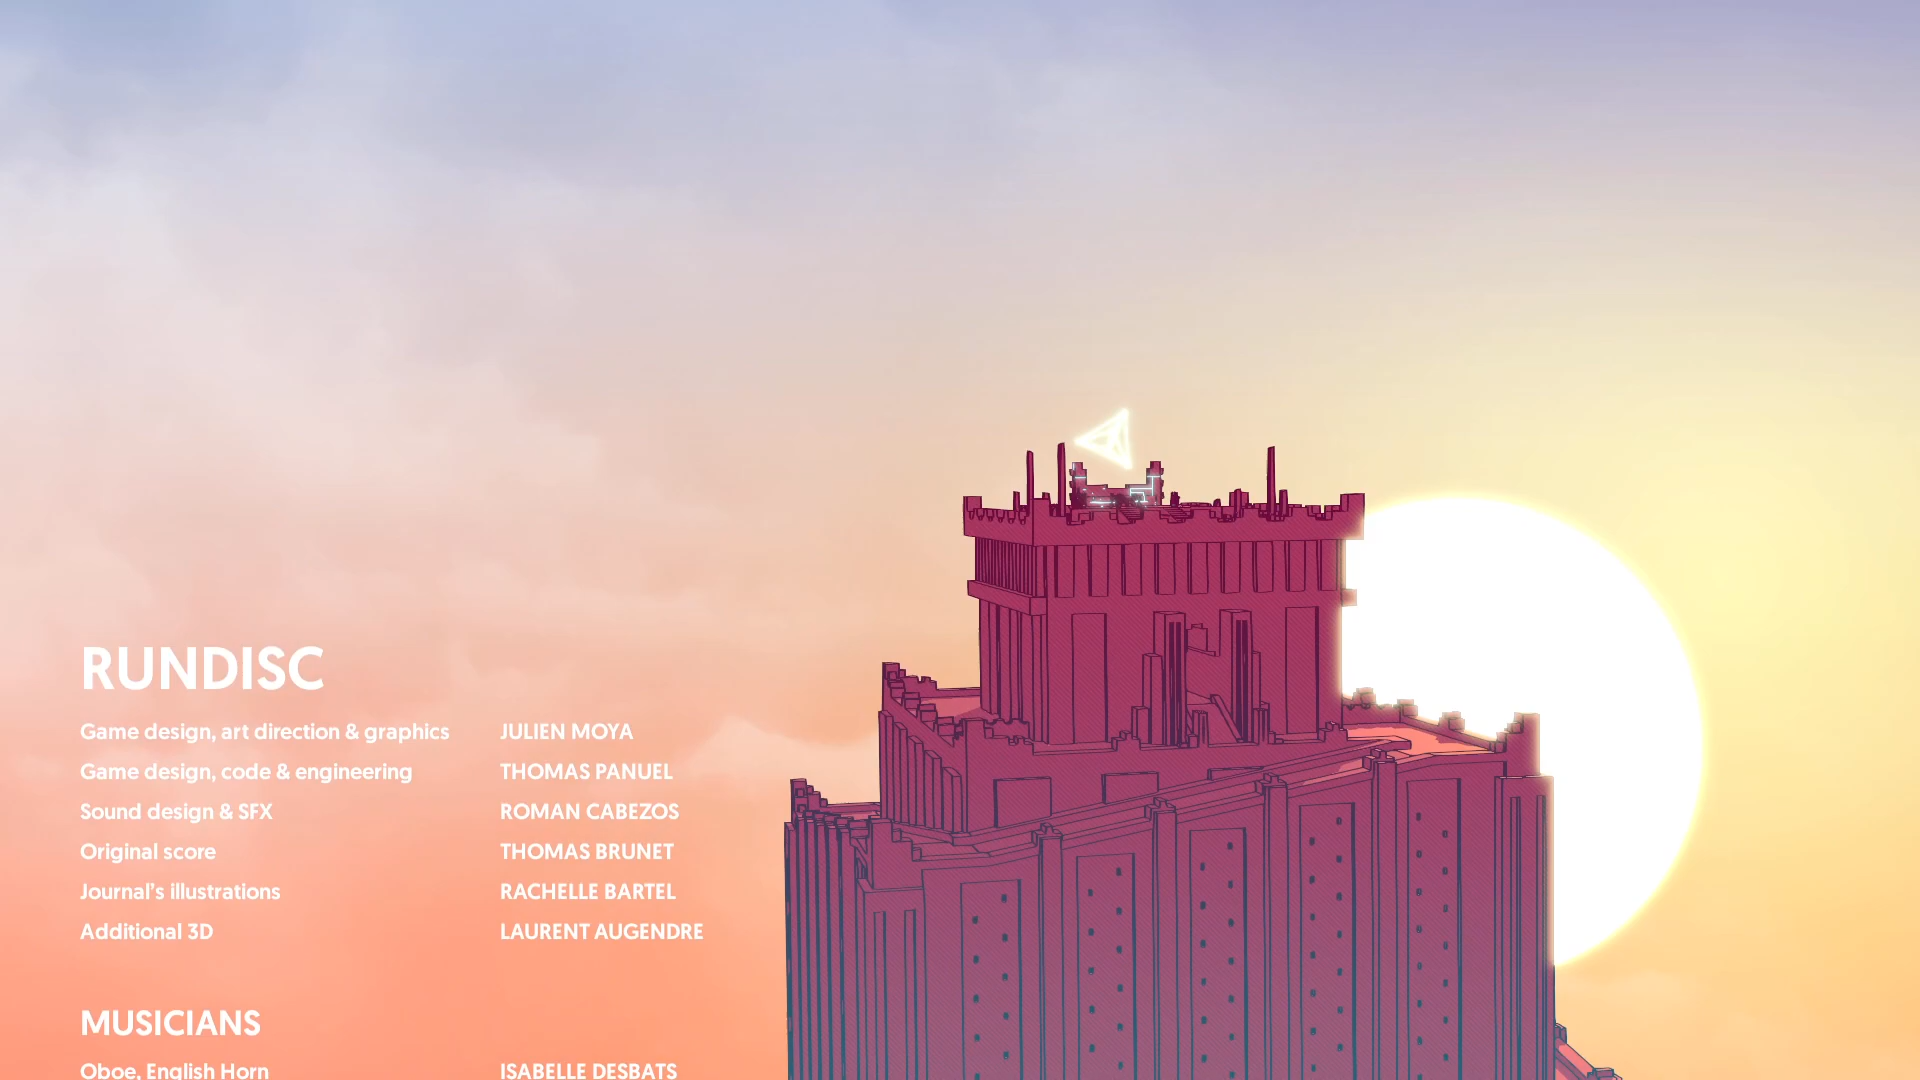 RUNDISC
Game design, art direction & graphics JULIEN MOYA
Game design, code & engineering THOMAS PANUEL
Sound design & SFX ROMAN CABEZOS
Original score THOMAS BRUNET
Journal’s illustrations RACHELLE BARTEL
Additional 3D LAURENT AUGENDRE
MUSICIANS
Oboe, English Horn ISABELLE DESBATS